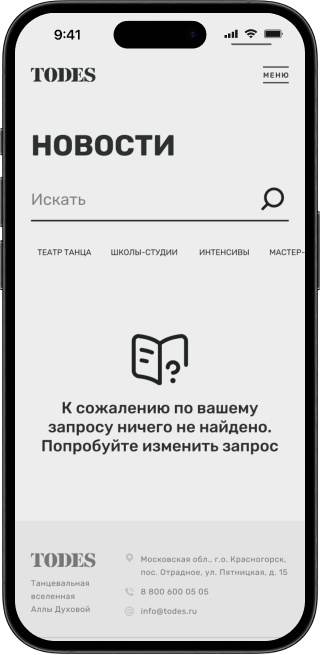 9:41
TODES
МЕНЮ
НОВОСТИ
Искать
ТЕАТР ТАНЦА ШКОЛЫ-СТУДИИ ИНТЕНСИВЫ МАСТЕР-
К сожалению по вашему
запросу ничего не найдено.
Попробуйте изменить запрос
TODES
Танцевальная
вселенная
Аллы Духовой
Московская обл., г.о. Красногорск,
пос. Отрадное, ул. Пятницкая, д. 15
8 800 600 05 05
info@todes.ru